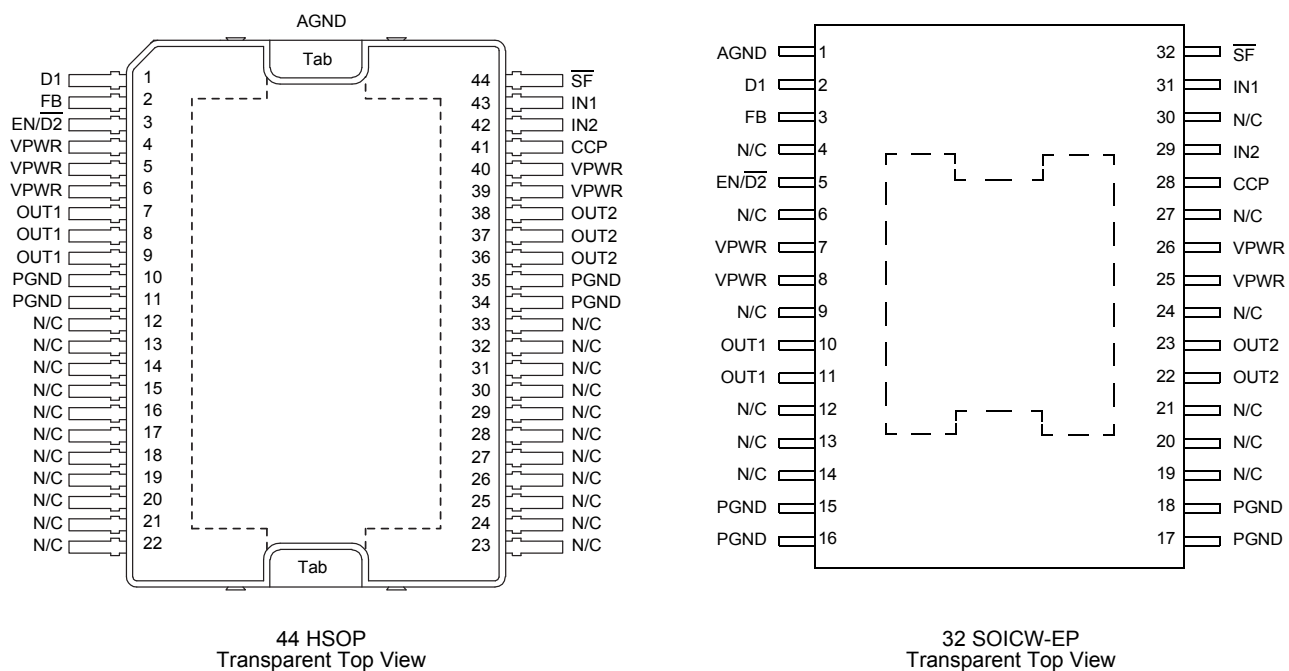 AGND
Tab
D1 1 44 S̅F̅
FB 2 43 IN1
EN/D̅2̅ 3 42 IN2
VPWR 4 41 CCP
VPWR 5 40 VPWR
VPWR 6 39 VPWR
OUT1 7 38 OUT2
OUT1 8 37 OUT2
OUT1 9 36 OUT2
PGND 10 35 PGND
PGND 11 34 PGND
N/C 12 33 N/C
N/C 13 32 N/C
N/C 14 31 N/C
N/C 15 30 N/C
N/C 16 29 N/C
N/C 17 28 N/C
N/C 18 27 N/C
N/C 19 26 N/C
N/C 20 25 N/C
N/C 21 24 N/C
N/C 22 23 N/C
Tab
44 HSOP
Transparent Top View
AGND 1 32 S̅F̅
D1 2 31 IN1
FB 3 30 N/C
N/C 4 29 IN2
EN/D̅2̅ 5 28 CCP
N/C 6 27 N/C
VPWR 7 26 VPWR
VPWR 8 25 VPWR
N/C 9 24 N/C
OUT1 10 23 OUT2
OUT1 11 22 OUT2
N/C 12 21 N/C
N/C 13 20 N/C
N/C 14 19 N/C
PGND 15 18 PGND
PGND 16 17 PGND
32 SOICW-EP
Transparent Top View